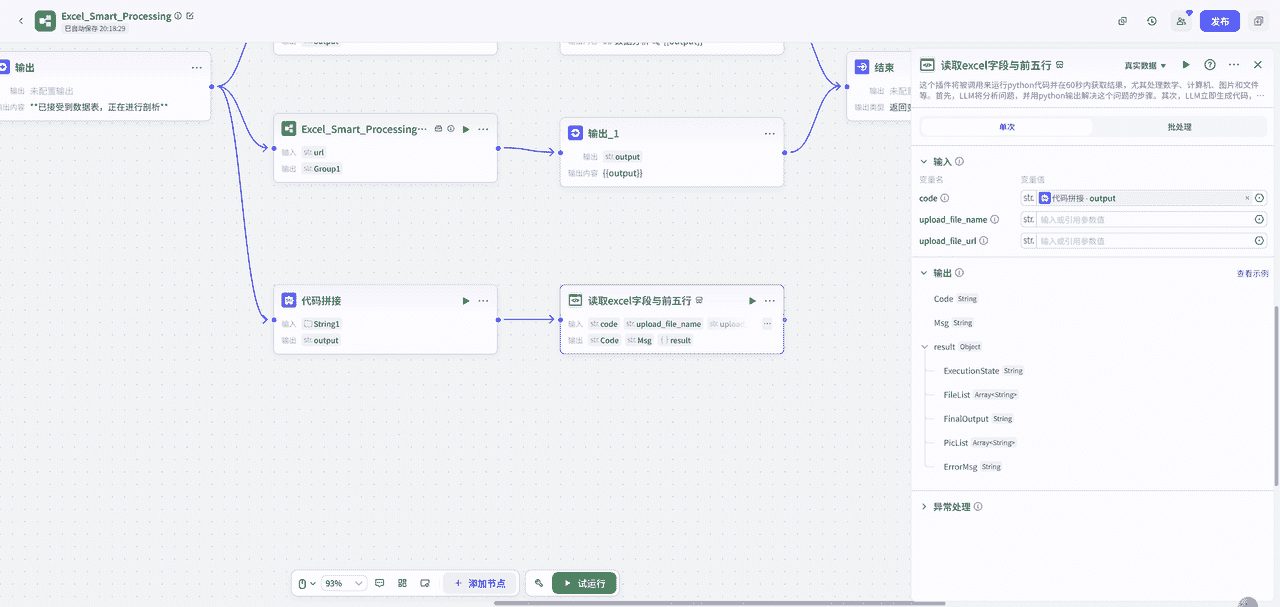 Excel_Smart_Processing
已自动保存 20:18:29
发布
输出
输出 未配置输出
输出内容 **已接受到数据表，正在进行剖析**
Excel_Smart_Processing···
输入 str. url
输出 str. Group1
输出_1
输出 str. output
输出内容 {{output}}
结束
输出 未配
输出类型 返回变
代码拼接
输入 String1
输出 str. output
读取excel字段与前五行
输入 str. code str. upload_file_name str. upload
输出 str. Code str. Msg { } result
93%
+ 添加节点
试运行
读取excel字段与前五行
真实数据
这个插件将被调用来运行python代码并在60秒内获取结果，尤其处理数学、计算机、图片和文件
等。首先，LLM将分析问题，并用python输出解决这个问题的步骤。其次，LLM立即生成代码，···
单次 批处理
输入
变量名 变量值
code str. 代码拼接 - output
upload_file_name str. 输入或引用参数值
upload_file_url str. 输入或引用参数值
输出 查看示例
Code String
Msg String
result Object
ExecutionState String
FileList Array<String>
FinalOutput String
PicList Array<String>
ErrorMsg String
异常处理